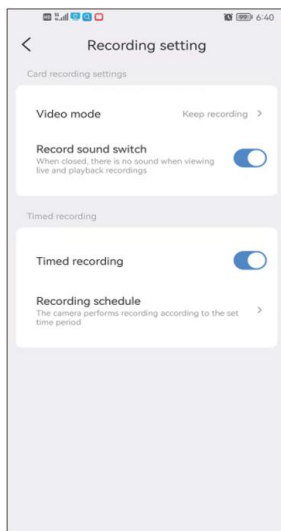 6:40
Recording setting
Card recording settings
Video mode
Keep recording
Record sound switch
When closed, there is no sound when viewing
live and playback recordings
Timed recording
Timed recording
Recording schedule
The camera performs recording according to the set
time period